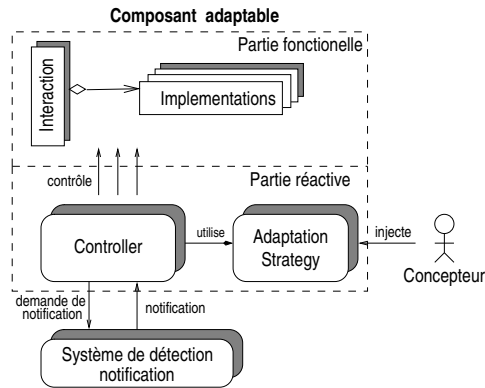 Composant adaptable
Partie fonctionelle
Interaction
Implementations
contrôle
Partie réactive
Controller
utilise
Adaptation
Strategy
injecte
Concepteur
demande de
notification
notification
Système de détection
notification